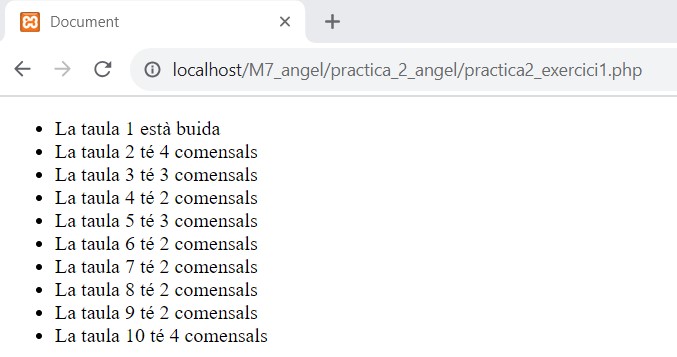 Document
localhost/M7_angel/practica_2_angel/practica2_exercici1.php
La taula 1 està buida
La taula 2 té 4 comensals
La taula 3 té 3 comensals
La taula 4 té 2 comensals
La taula 5 té 3 comensals
La taula 6 té 2 comensals
La taula 7 té 2 comensals
La taula 8 té 2 comensals
La taula 9 té 2 comensals
La taula 10 té 4 comensals